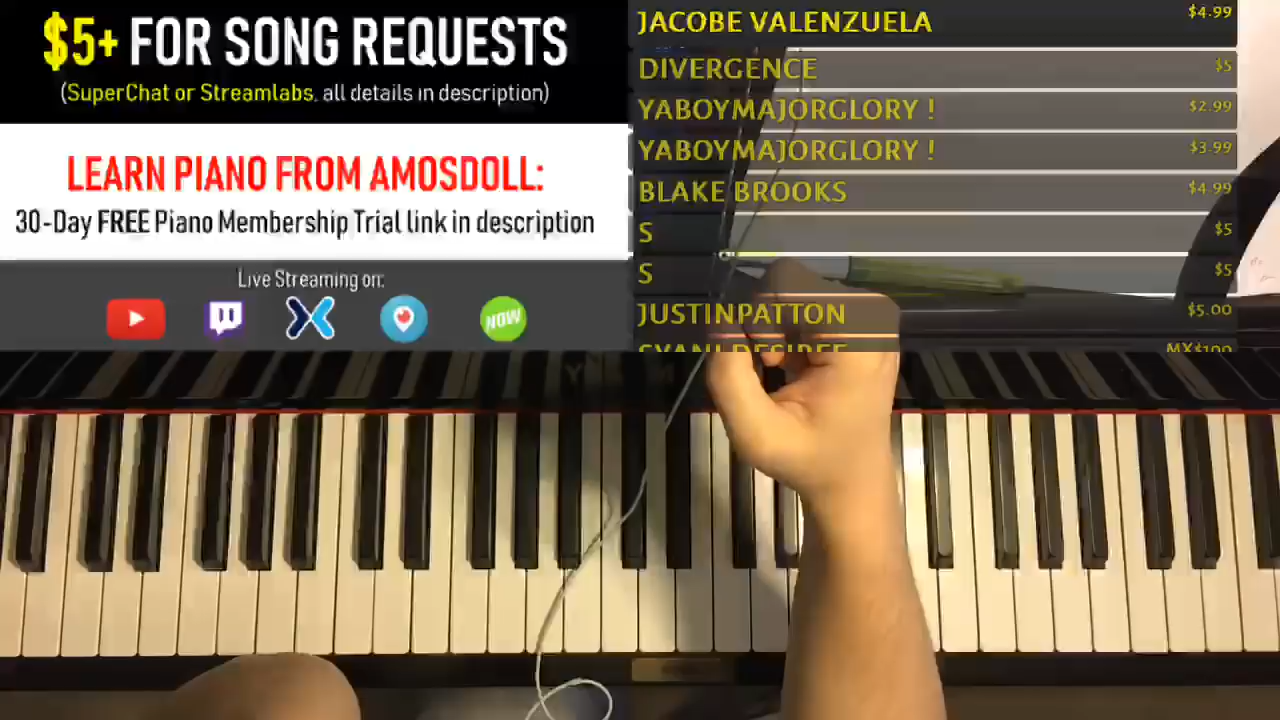 $5+ FOR SONG REQUESTS
(SuperChat or Streamlabs. all details in description)
LEARN PIANO FROM AMOSDOLL:
30-Day FREE Piano Membership Trial link in description
Live Streaming on:
NOW
JACOBE VALENZUELA $4.99
DIVERGENCE $5
YABOYMAJORGLORY ! $2.99
YABOYMAJORGLORY ! $3.99
BLAKE BROOKS $4.99
S $5
S $5
JUSTINPATTON $5.00
MX$100